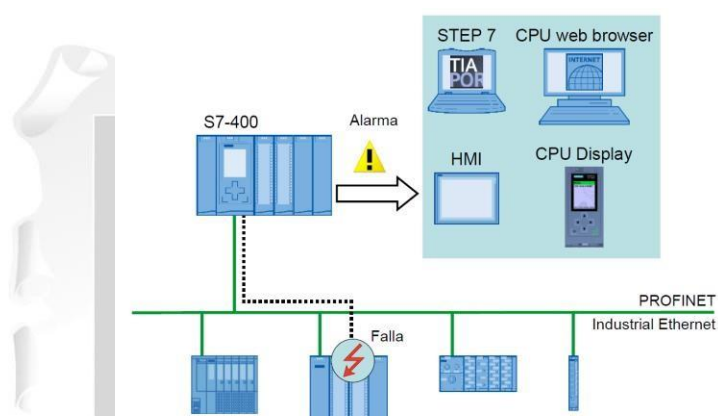 STEP 7
CPU web browser
TIA
POR
INTERNET
S7-400
Alarma
HMI
CPU Display
PROFINET
Industrial Ethernet
Falla